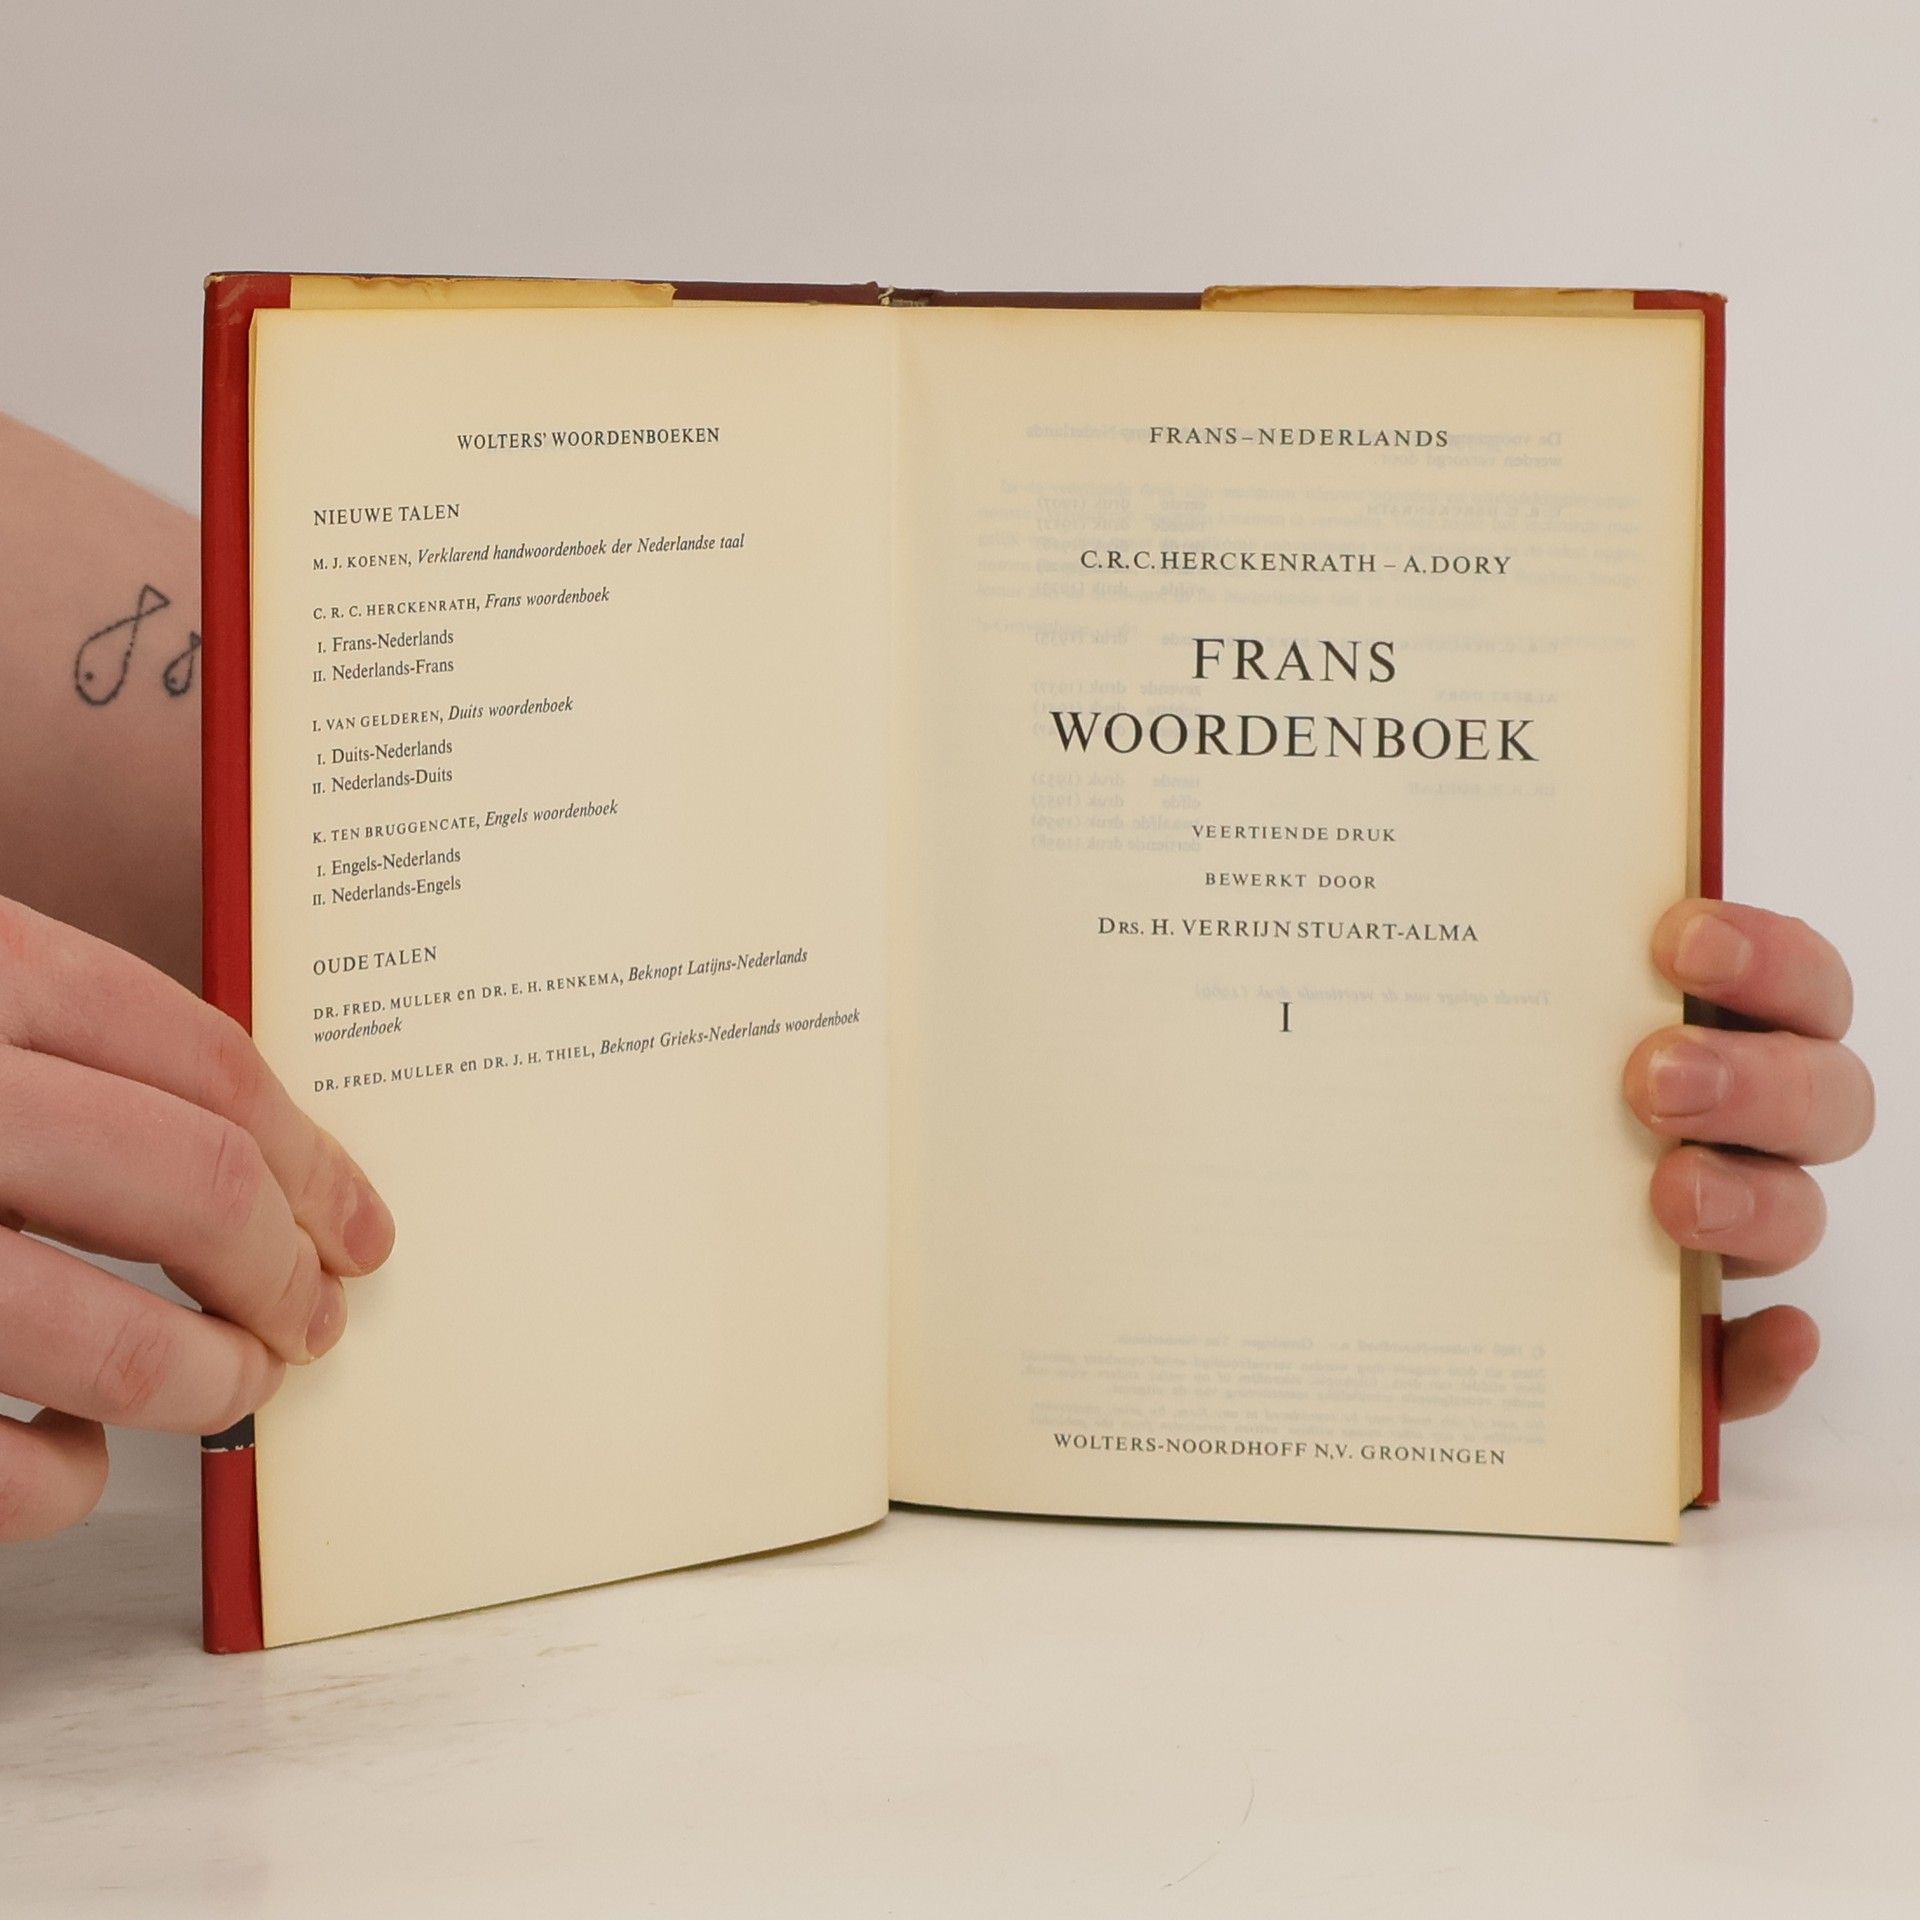 WOLTERS' WOORDENBOEKEN
NIEUWE TALEN
M. J. KOENEN, Verklarend handwoordenboek der Nederlandse taal
C. R. C. HERCKENRATH, Frans woordenboek
I. Frans-Nederlands
II. Nederlands-Frans
I. VAN GELDEREN, Duits woordenboek
I. Duits-Nederlands
II. Nederlands-Duits
K. TEN BRUGGENCATE, Engels woordenboek
I. Engels-Nederlands
II. Nederlands-Engels
OUDE TALEN
DR. FRED. MULLER en DR. E. H. RENKEMA, Beknopt Latijns-Nederlands
woordenboek
DR. FRED. MULLER en DR. J. H. THIEL, Beknopt Grieks-Nederlands woordenboek
FRANS–NEDERLANDS
C.R.C. HERCKENRATH – A. DORY
FRANS
WOORDENBOEK
VEERTIENDE DRUK
BEWERKT DOOR
DRS. H. VERRIJN STUART-ALMA
I
WOLTERS-NOORDHOFF N.V. GRONINGEN